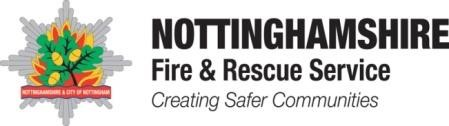 NOTTINGHAMSHIRE
Fire & Rescue Service
Creating Safer Communities
NOTTINGHAMSHIRE & CITY OF NOTTINGHAM